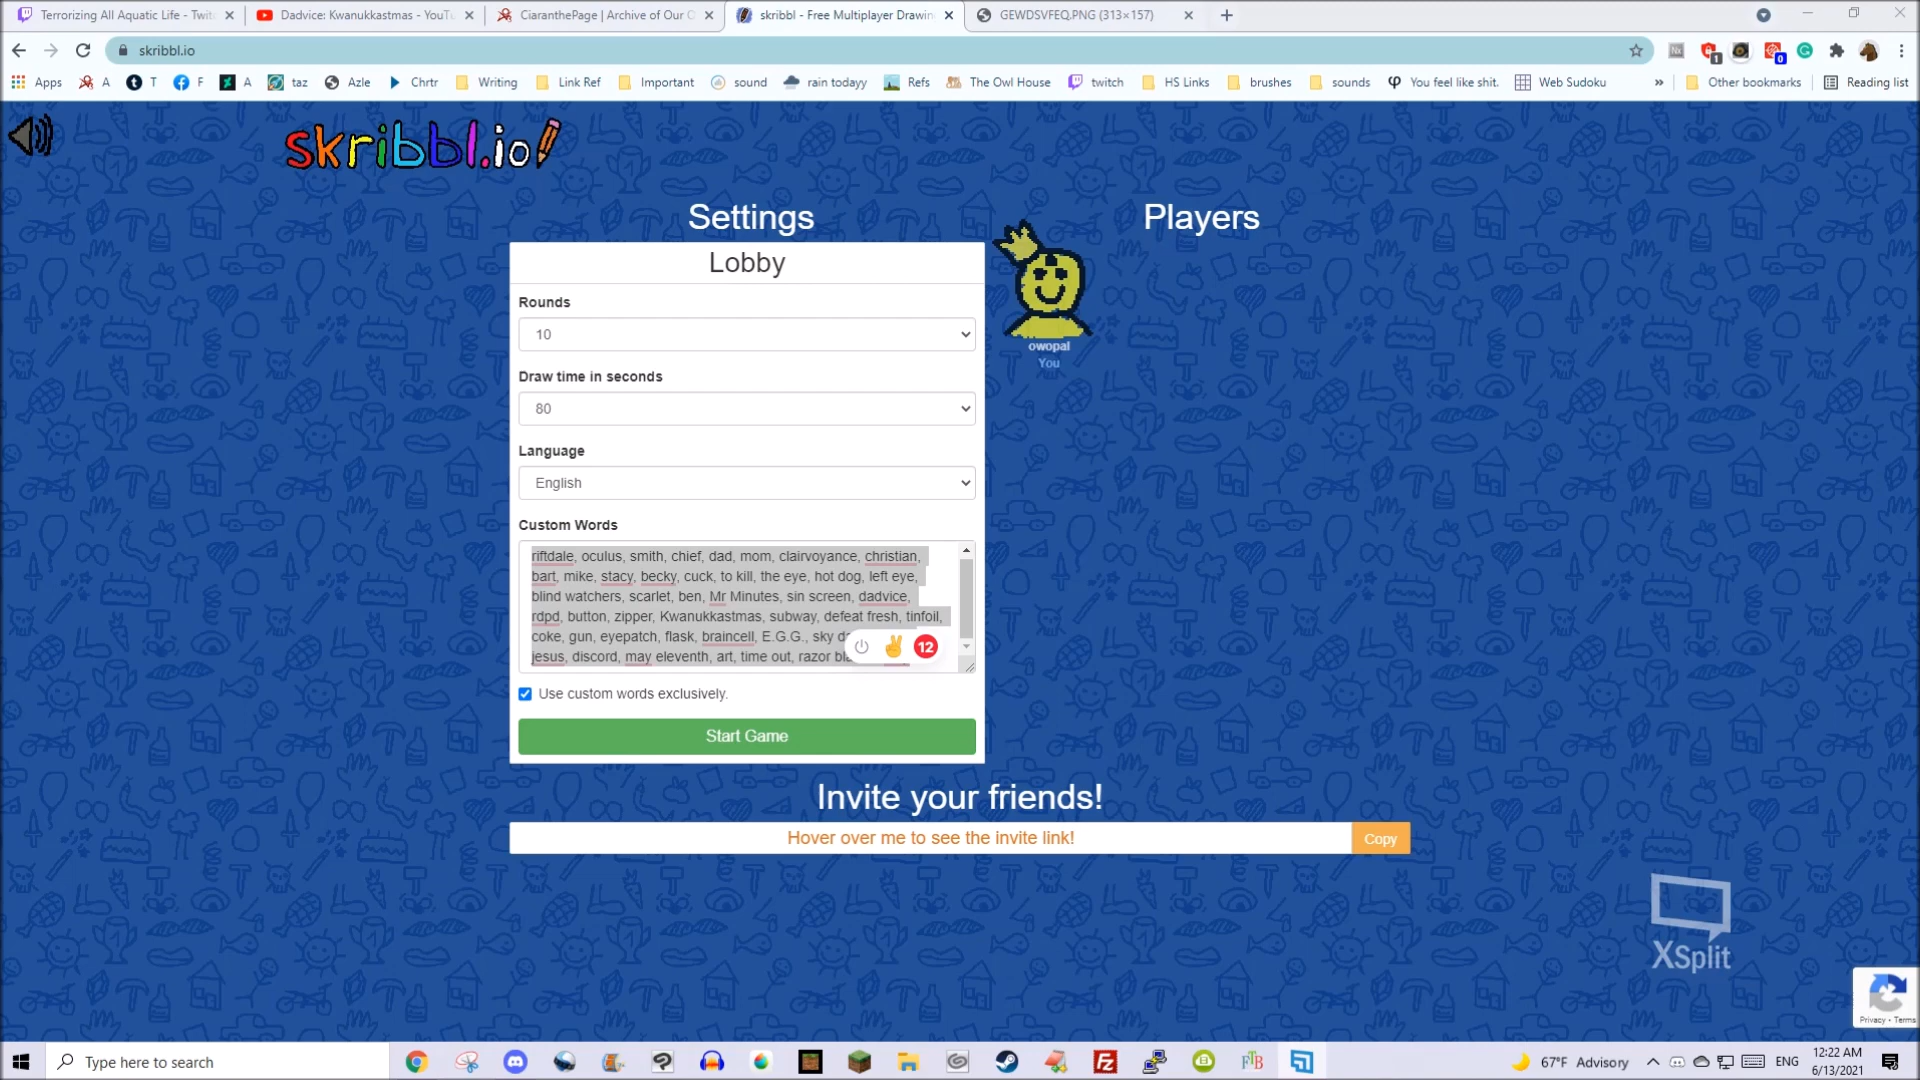 Terrorizing All Aquatic Life - Twit
Dadvice: Kwanukkastmas - YouTu
CiaranthePage | Archive of Our O
skribbl - Free Multiplayer Drawin
GEWDSVFEQ.PNG (313×157)
skribbl.io
Apps
A
T
F
A
taz
Azle
Chrtr
Writing
Link Ref
Important
sound
rain todayy
Refs
The Owl House
twitch
HS Links
brushes
sounds
You feel like shit.
Web Sudoku
Other bookmarks
Reading list
skribbl.io
Settings
Players
Lobby
Rounds
10
Draw time in seconds
80
Language
English
Custom Words
riftdale, oculus, smith, chief, dad, mom, clairvoyance, christian,
bart, mike, stacy, becky, cuck, to kill, the eye, hot dog, left eye,
blind watchers, scarlet, ben, Mr Minutes, sin screen, dadvice,
rdpd, button, zipper, Kwanukkastmas, subway, defeat fresh, tinfoil,
coke, gun, eyepatch, flask, braincell, E.G.G., sky
jesus, discord, may eleventh, art, time out, razor
12
Use custom words exclusively.
Start Game
owopal
You
Invite your friends!
Hover over me to see the invite link!
Copy
XSplit
Privacy - Terms
Type here to search
67°F Advisory
ENG
12:22 AM
6/13/2021